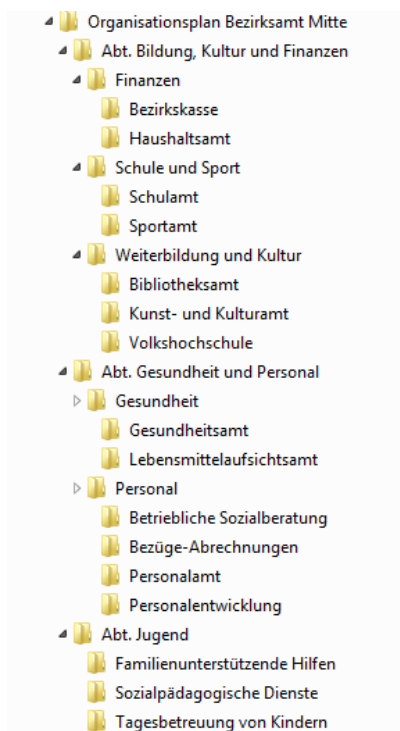 Organisationsplan Bezirksamt Mitte
Abt. Bildung, Kultur und Finanzen
Finanzen
Bezirkskasse
Haushaltsamt
Schule und Sport
Schulamt
Sportamt
Weiterbildung und Kultur
Bibliotheksamt
Kunst- und Kulturamt
Volkshochschule
Abt. Gesundheit und Personal
Gesundheit
Gesundheitsamt
Lebensmittelaufsichtsamt
Personal
Betriebliche Sozialberatung
Bezüge-Abrechnungen
Personalamt
Personalentwicklung
Abt. Jugend
Familienunterstützende Hilfen
Sozialpädagogische Dienste
Tagesbetreuung von Kindern